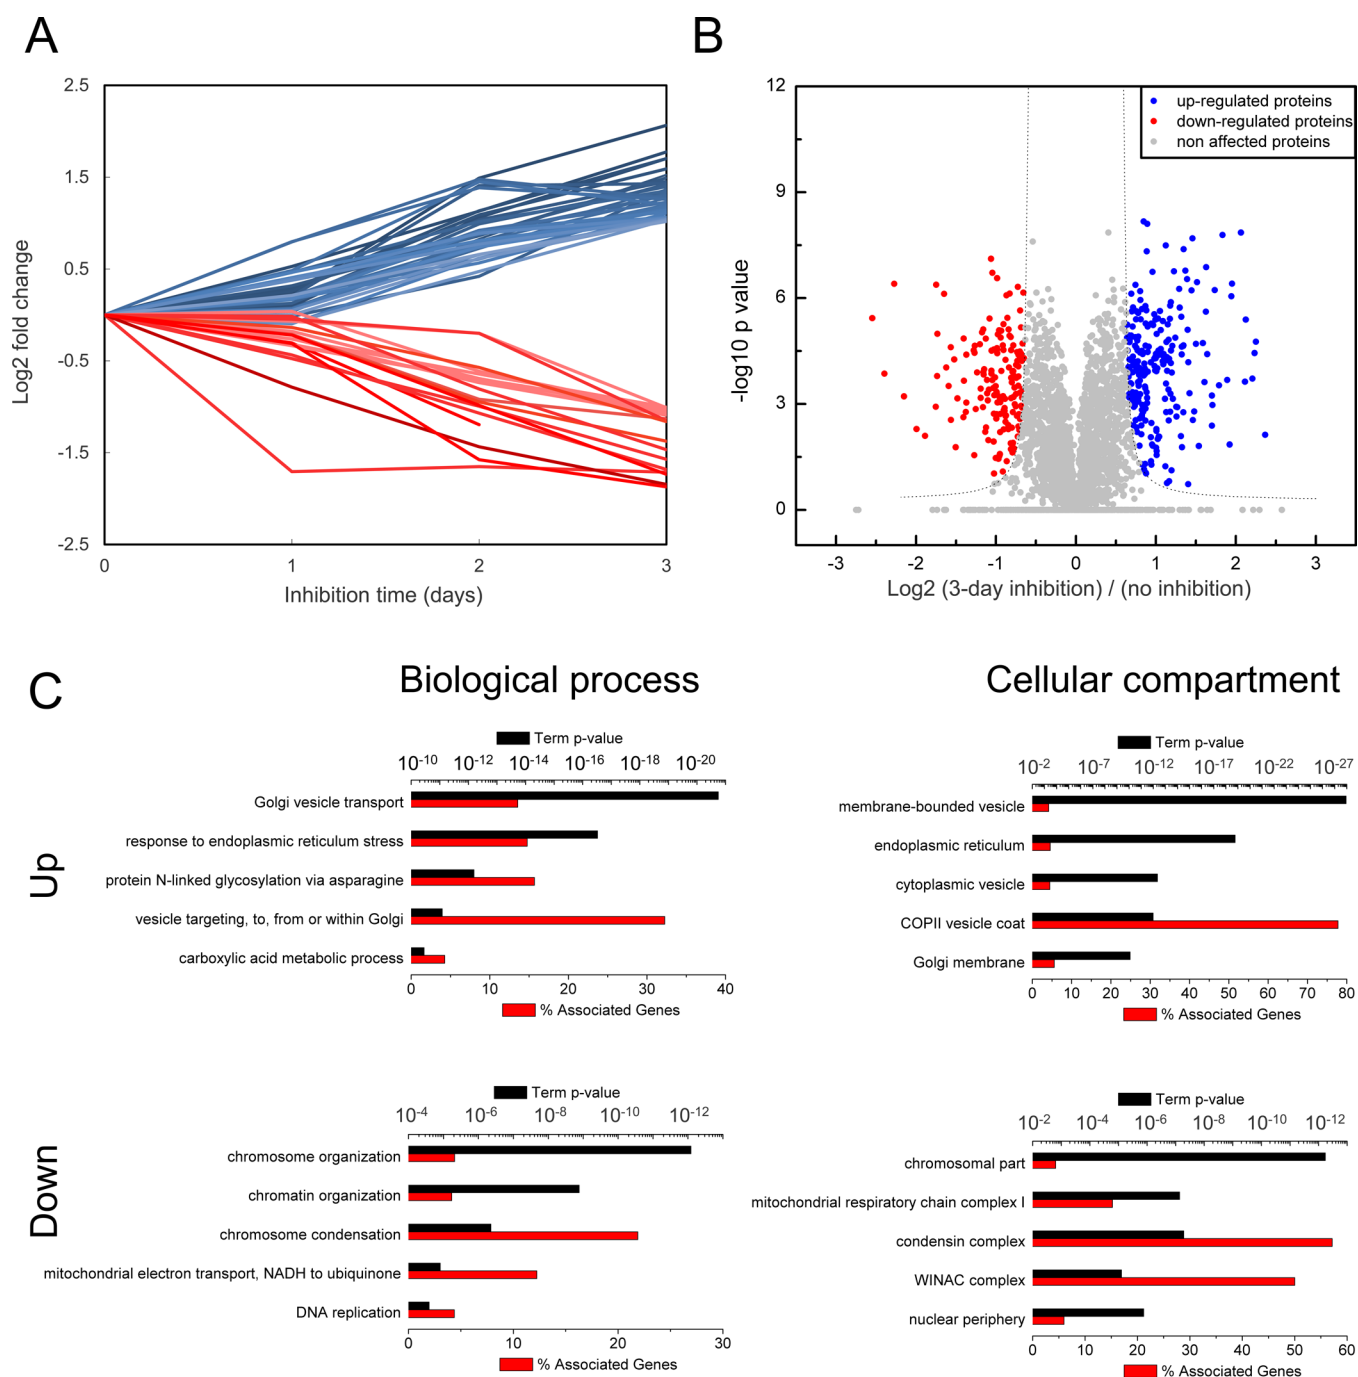 A
B
2.5
1.5
0.5
-0.5
-1.5
-2.5
0
1
2
3
Log2 fold change
Inhibition time (days)
12
9
6
3
0
-3
-2
-1
0
1
2
3
-log10 p value
Log2 (3-day inhibition) / (no inhibition)
up-regulated proteins
down-regulated proteins
non affected proteins
C
Biological process
Cellular compartment
Up
Term p-value
10-10 10-12 10-14 10-16 10-18 10-20
Golgi vesicle transport
response to endoplasmic reticulum stress
protein N-linked glycosylation via asparagine
vesicle targeting, to, from or within Golgi
carboxylic acid metabolic process
0 10 20 30 40
% Associated Genes
Term p-value
10-2 10-7 10-12 10-17 10-22 10-27
membrane-bounded vesicle
endoplasmic reticulum
cytoplasmic vesicle
COPII vesicle coat
Golgi membrane
0 10 20 30 40 50 60 70 80
% Associated Genes
Down
Term p-value
10-4 10-6 10-8 10-10 10-12
chromosome organization
chromatin organization
chromosome condensation
mitochondrial electron transport, NADH to ubiquinone
DNA replication
0 10 20 30
% Associated Genes
Term p-value
10-2 10-4 10-6 10-8 10-10 10-12
chromosomal part
mitochondrial respiratory chain complex I
condensin complex
WINAC complex
nuclear periphery
0 10 20 30 40 50 60
% Associated Genes